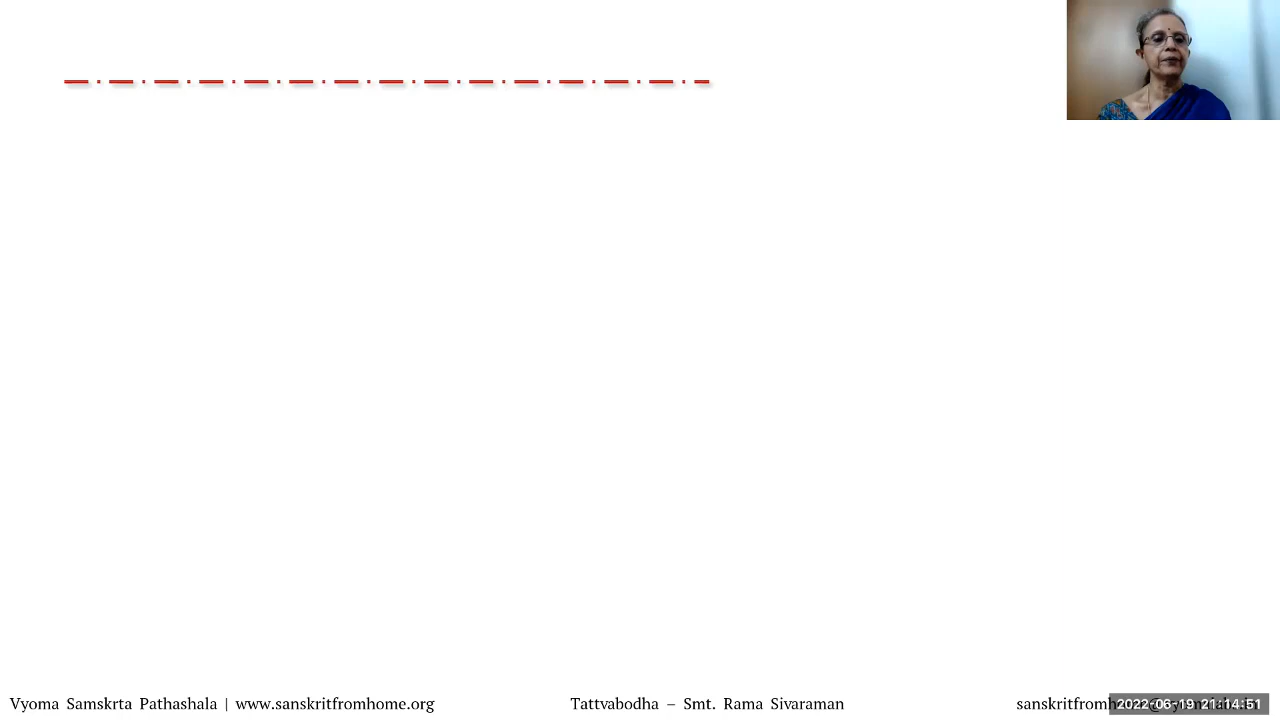 Vyoma Samskrta Pathashala | www.sanskritfromhome.org
Tattvabodha – Smt. Rama Sivaraman
2022-06-19 21:14:51